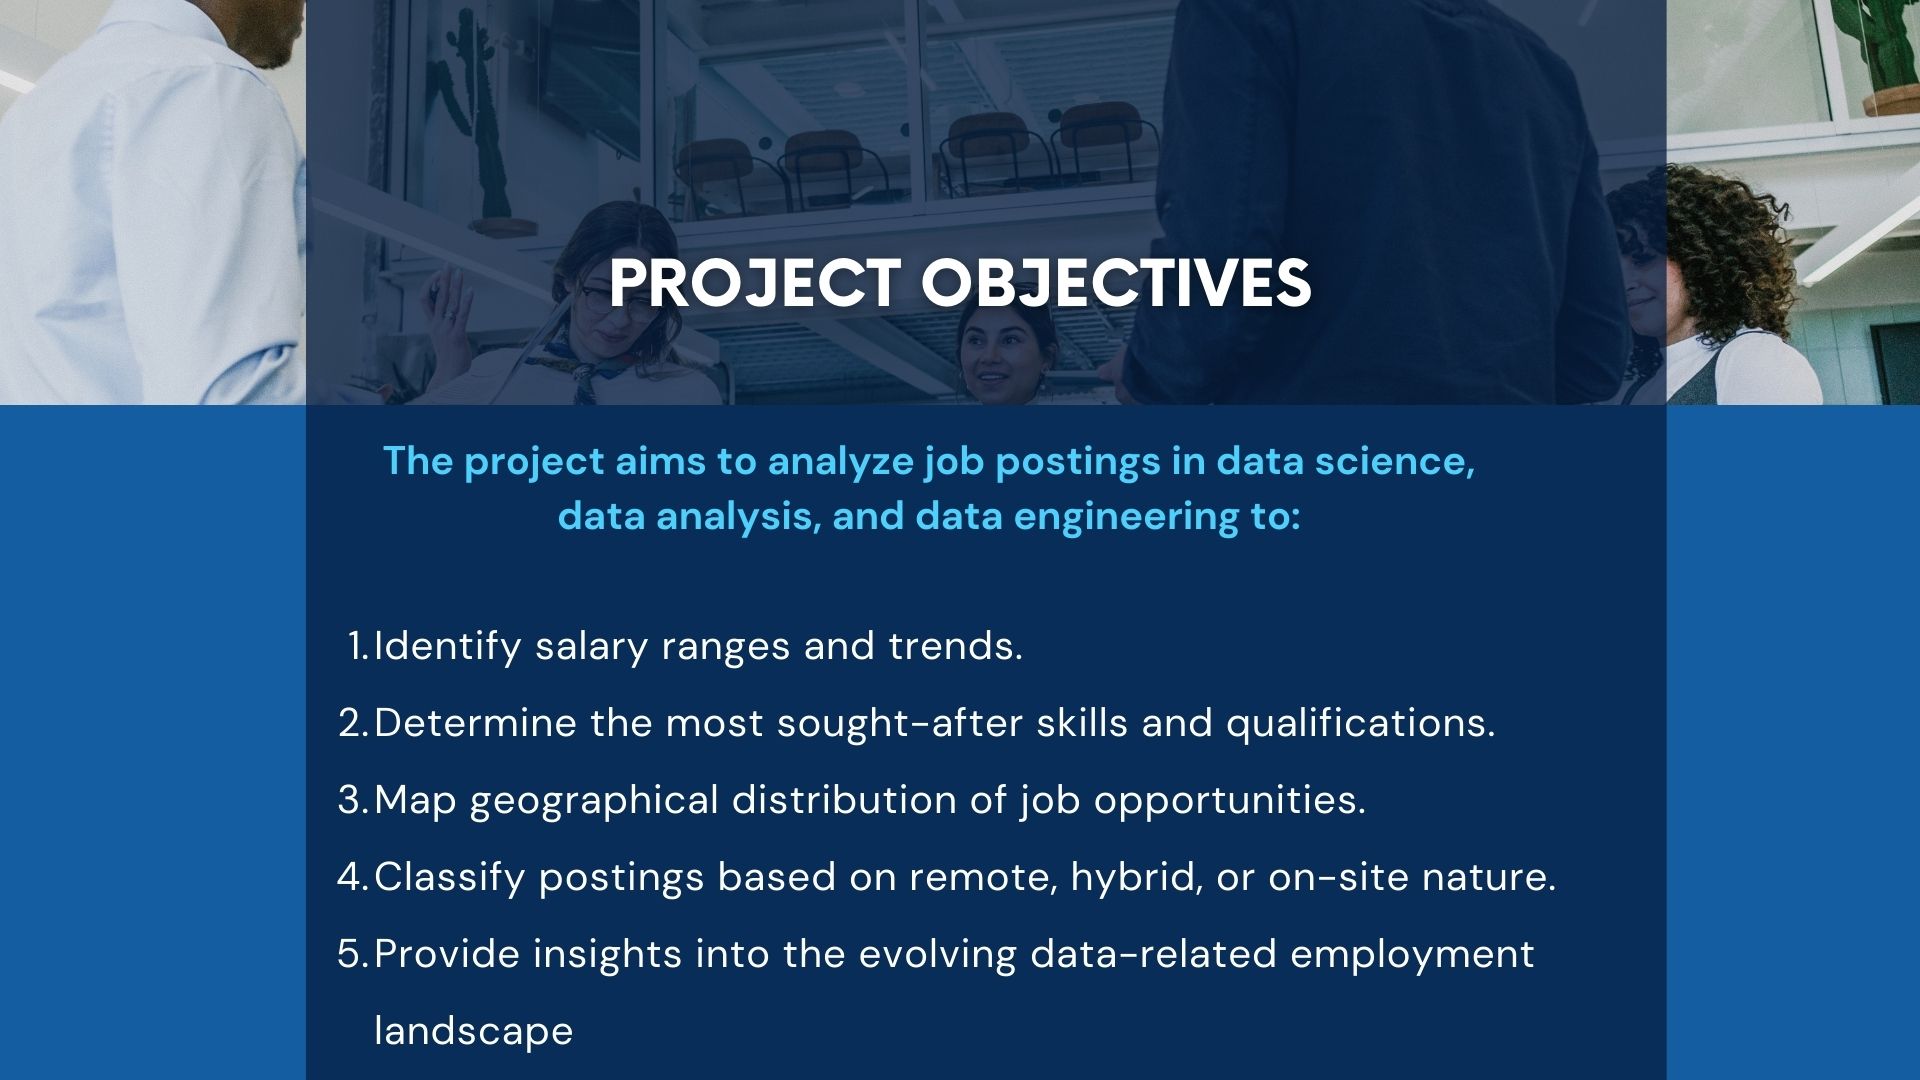 PROJECT OBJECTIVES
The project aims to analyze job postings in data science,
data analysis, and data engineering to:
1. Identify salary ranges and trends.
2. Determine the most sought-after skills and qualifications.
3. Map geographical distribution of job opportunities.
4. Classify postings based on remote, hybrid, or on-site nature.
5. Provide insights into the evolving data-related employment
landscape